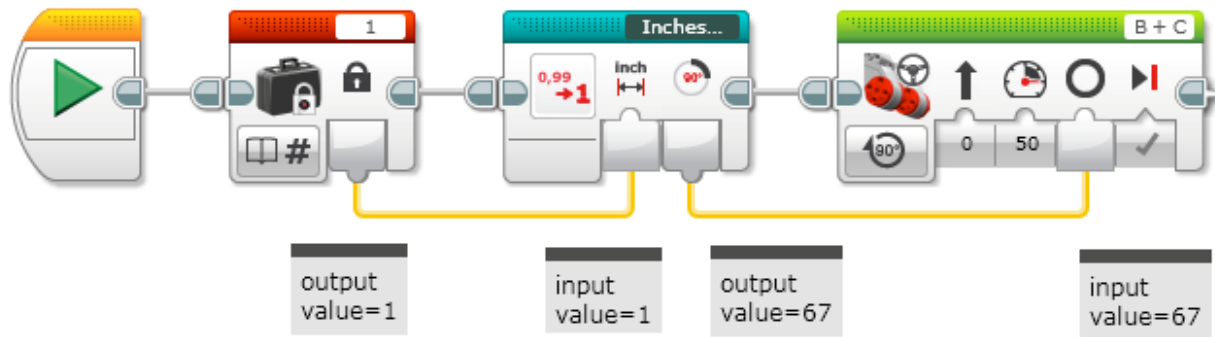 1
Inches...
B + C
0,99
1
inch
90°
#
90°
0
50
output
value=1
input
value=1
output
value=67
input
value=67